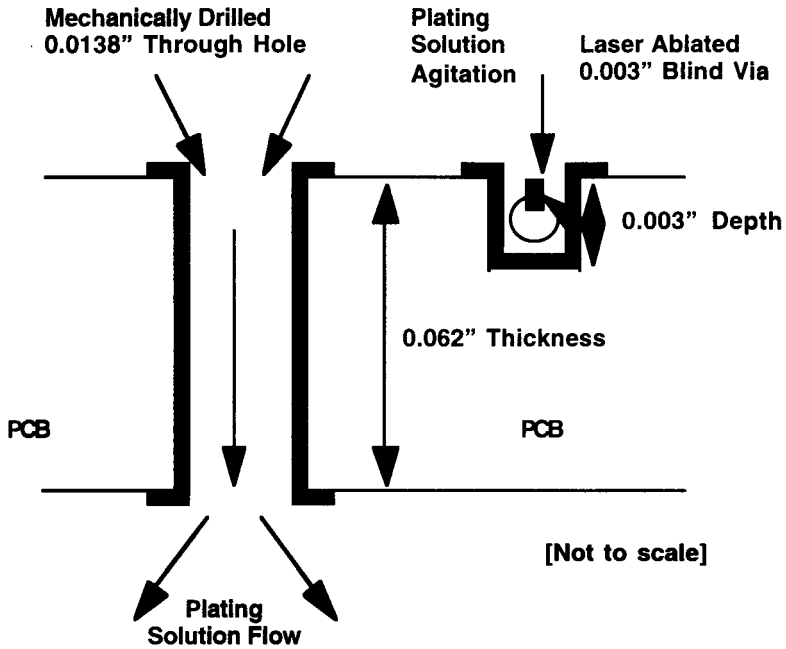 Mechanically Drilled
0.0138” Through Hole
Plating
Solution
Agitation
Laser Ablated
0.003” Blind Via
0.003” Depth
0.062” Thickness
PCB
PCB
[Not to scale]
Plating
Solution Flow